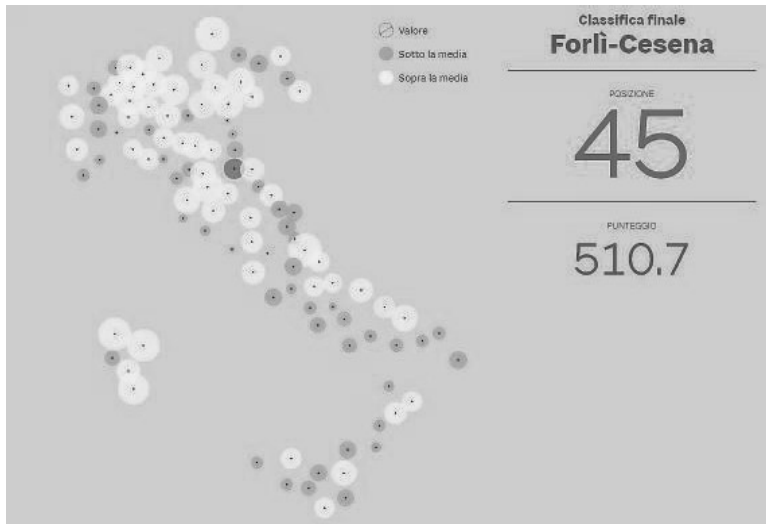 Valore
Sotto la media
Sopra la media
Classifica finale
Forlì-Cesena
POSIZIONE
45
PUNTEGGIO
510.7